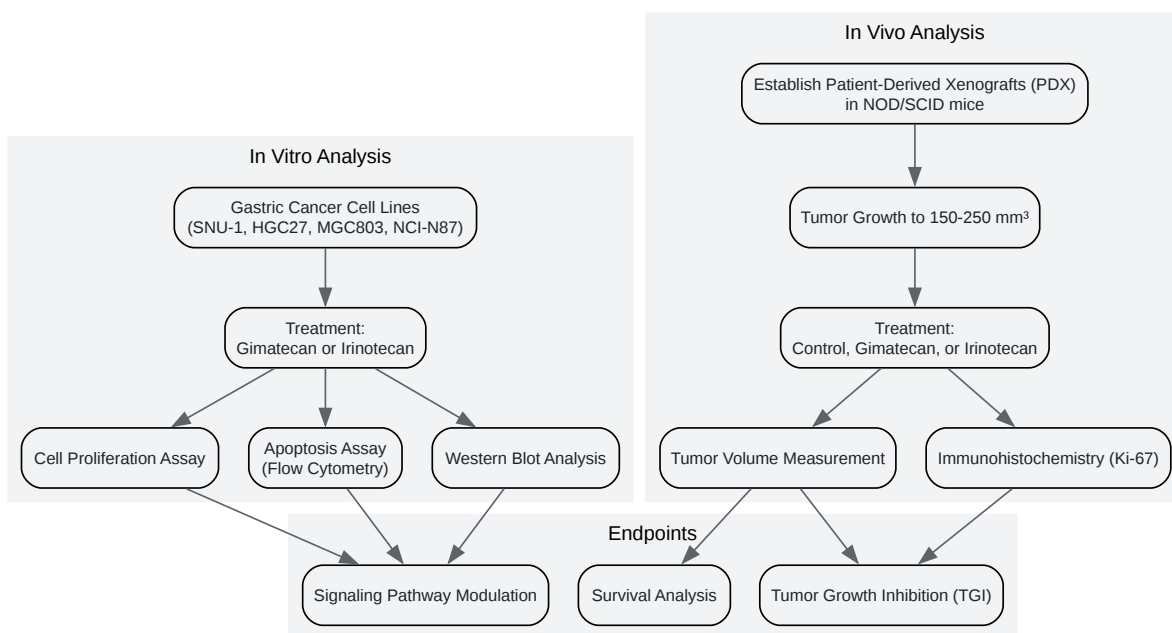 In Vitro Analysis
Gastric Cancer Cell Lines
(SNU-1, HGC27, MGC803, NCI-N87)
Treatment:
Gimatecan or Irinotecan
Cell Proliferation Assay
Apoptosis Assay
(Flow Cytometry)
Western Blot Analysis
In Vivo Analysis
Establish Patient-Derived Xenografts (PDX)
in NOD/SCID mice
Tumor Growth to 150-250 mm³
Treatment:
Control, Gimatecan, or Irinotecan
Tumor Volume Measurement
Immunohistochemistry (Ki-67)
Endpoints
Signaling Pathway Modulation
Survival Analysis
Tumor Growth Inhibition (TGI)